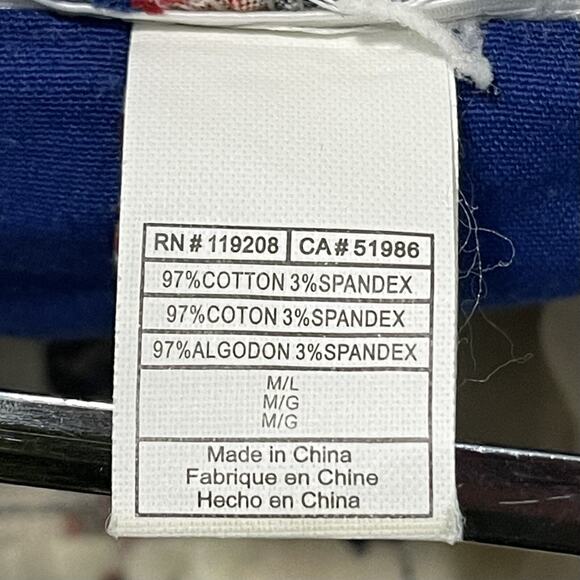 RN # 119208 CA# 51986
97%COTTON 3%SPANDEX
97%COTON 3%SPANDEX
97%ALGODON 3%SPANDEX
M/L
M/G
M/G
Made in China
Fabrique en Chine
Hecho en China